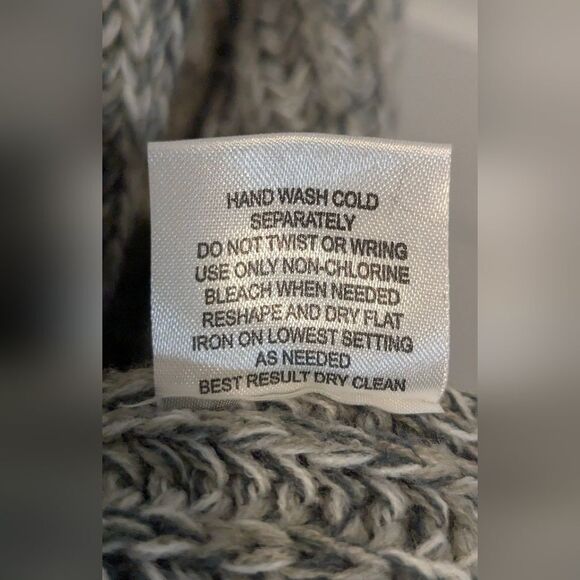 HAND WASH COLD
SEPARATELY
DO NOT TWIST OR WRING
USE ONLY NON-CHLORINE
BLEACH WHEN NEEDED
RESHAPE AND DRY FLAT
IRON ON LOWEST SETTING
AS NEEDED
BEST RESULT DRY CLEAN